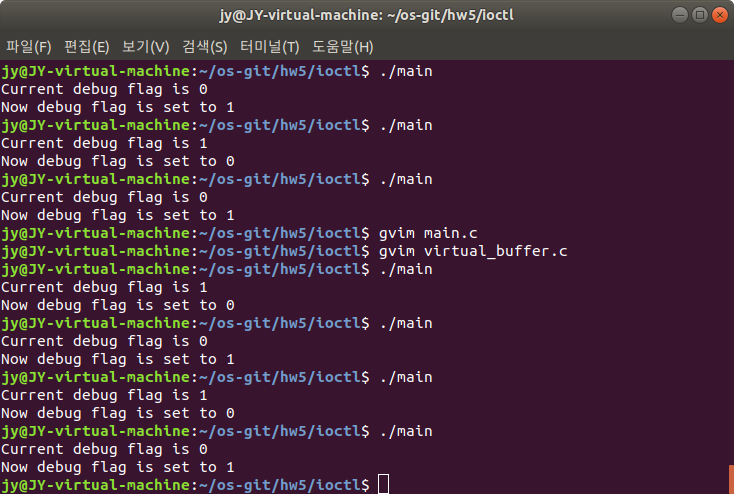 jy@JY-virtual-machine: ~/os-git/hw5/ioctl
파일(F) 편집(E) 보기(V) 검색(S) 터미널(T) 도움말(H)
jy@JY-virtual-machine:~/os-git/hw5/ioctl$ ./main
Current debug flag is 0
Now debug flag is set to 1
jy@JY-virtual-machine:~/os-git/hw5/ioctl$ ./main
Current debug flag is 1
Now debug flag is set to 0
jy@JY-virtual-machine:~/os-git/hw5/ioctl$ ./main
Current debug flag is 0
Now debug flag is set to 1
jy@JY-virtual-machine:~/os-git/hw5/ioctl$ gvim main.c
jy@JY-virtual-machine:~/os-git/hw5/ioctl$ gvim virtual_buffer.c
jy@JY-virtual-machine:~/os-git/hw5/ioctl$ ./main
Current debug flag is 1
Now debug flag is set to 0
jy@JY-virtual-machine:~/os-git/hw5/ioctl$ ./main
Current debug flag is 0
Now debug flag is set to 1
jy@JY-virtual-machine:~/os-git/hw5/ioctl$ ./main
Current debug flag is 1
Now debug flag is set to 0
jy@JY-virtual-machine:~/os-git/hw5/ioctl$ ./main
Current debug flag is 0
Now debug flag is set to 1
jy@JY-virtual-machine:~/os-git/hw5/ioctl$